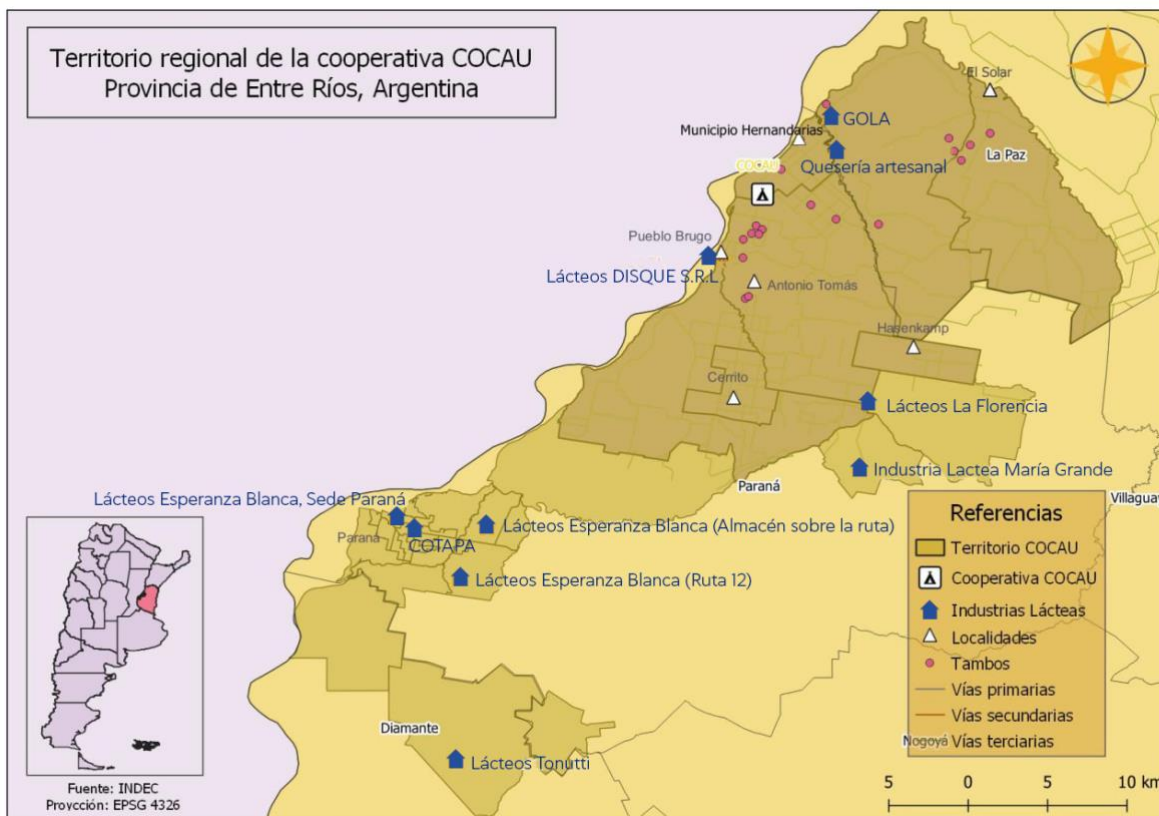 Territorio regional de la cooperativa COCAU
Provincia de Entre Ríos, Argentina
El Solar
GOLA
Municipio Hernandarias
La Paz
COCAU
Quesería artesanal
Pueblo Brugo
Lácteos DISQUE S.R.L
Antonio Tomás
Hasenkamp
Cerrito
Lácteos La Florencia
Industria Lactea María Grande
Paraná
Villaguay
Lácteos Esperanza Blanca, Sede Paraná
Lácteos Esperanza Blanca (Almacén sobre la ruta)
Paraná
COTAPA
Lácteos Esperanza Blanca (Ruta 12)
Diamante
Lácteos Tonutti
Referencias
Territorio COCAU
Cooperativa COCAU
Industrias Lácteas
Localidades
Tambos
Vías primarias
Vías secundarias
Nogoyá
Vías terciarias
Fuente: INDEC
Proycción: EPSG 4326
5 0 5 10 km